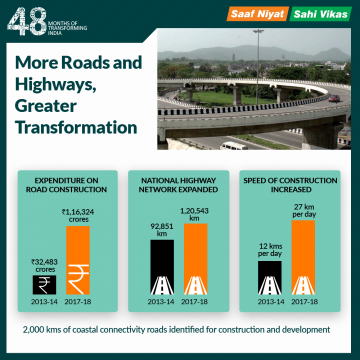 48 MONTHS OF
TRANSFORMING
INDIA
Saaf Niyat Sahi Vikas
More Roads and
Highways,
Greater
Transformation
EXPENDITURE ON
ROAD CONSTRUCTION
₹1,16,324
crores
₹32,483
crores
₹
2013-14 2017-18
NATIONAL HIGHWAY
NETWORK EXPANDED
1,20,543
km
92,851
km
2013-14 2017-18
SPEED OF CONSTRUCTION
INCREASED
27 km
per day
12 kms
per day
2013-14 2017-18
2,000 kms of coastal connectivity roads identified for construction and development